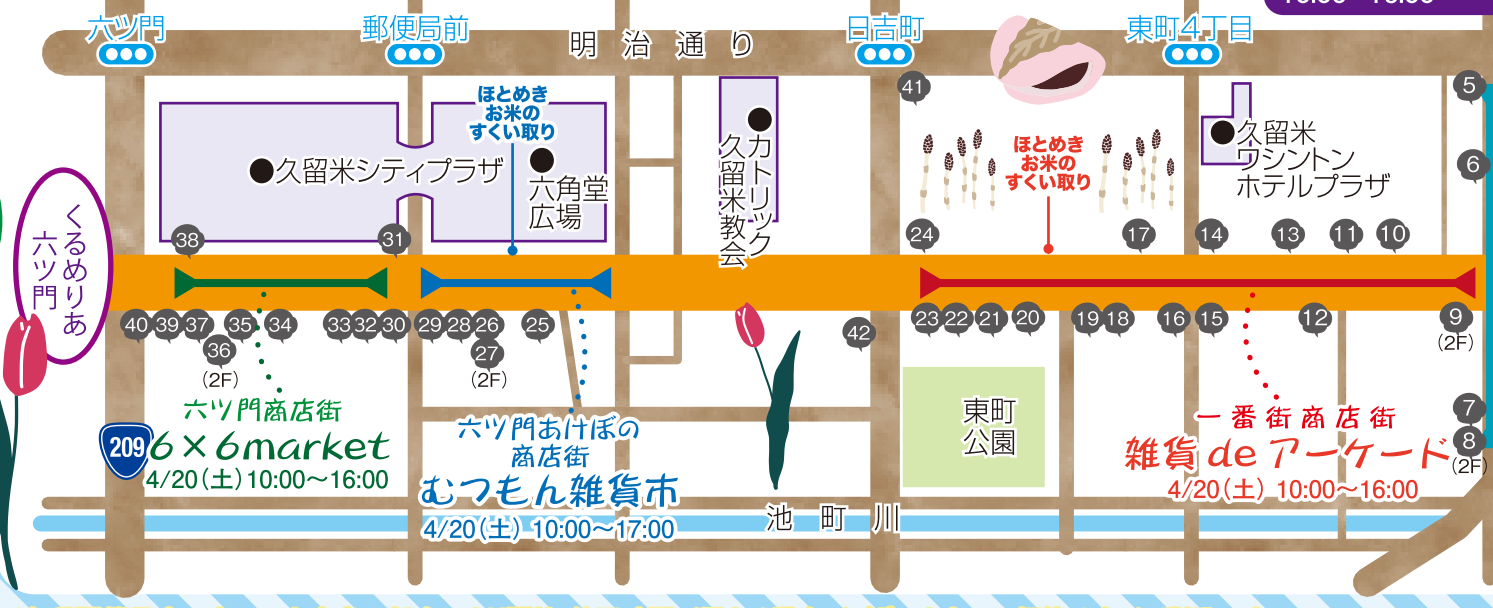 六ツ門
郵便局前
明治通り
日吉町
東町4丁目
41
5
6
ほとめき
お米の
すくい取り
久留米シティプラザ
六角堂
広場
カトリック
久留米教会
ほとめき
お米の
すくい取り
久留米
ワシントン
ホテルプラザ
くるめりあ
六ツ門
38
31
24
17
14
13
11
10
40
39
37
35
34
33
32
30
29
28
26
25
36
(2F)
27
(2F)
42
23
22
21
20
19
18
16
15
12
9
(2F)
7
8
(2F)
東町
公園
209
六ツ門商店街
6×6market
4/20(土)10:00〜16:00
六ツ門あけぼの
商店街
むつもん雑貨市
4/20(土) 10:00〜17:00
一番街商店街
雑貨deアーケード
4/20(土) 10:00〜16:00
池町川